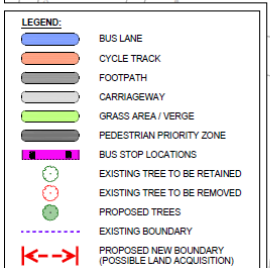 LEGEND:
BUS LANE
CYCLE TRACK
FOOTPATH
CARRIAGEWAY
GRASS AREA / VERGE
PEDESTRIAN PRIORITY ZONE
BUS STOP LOCATIONS
EXISTING TREE TO BE RETAINED
EXISTING TREE TO BE REMOVED
PROPOSED TREES
EXISTING BOUNDARY
PROPOSED NEW BOUNDARY
(POSSIBLE LAND ACQUISITION)